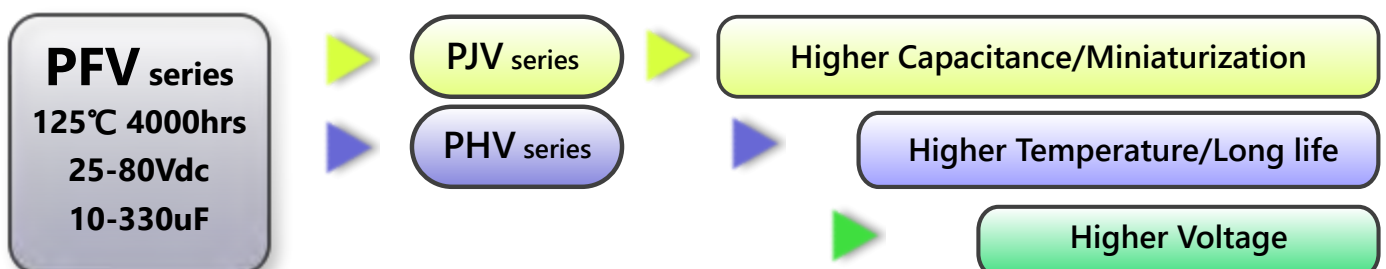 PFV series
125℃ 4000hrs
25-80Vdc
10-330uF
PJV series
Higher Capacitance/Miniaturization
PHV series
Higher Temperature/Long life
Higher Voltage